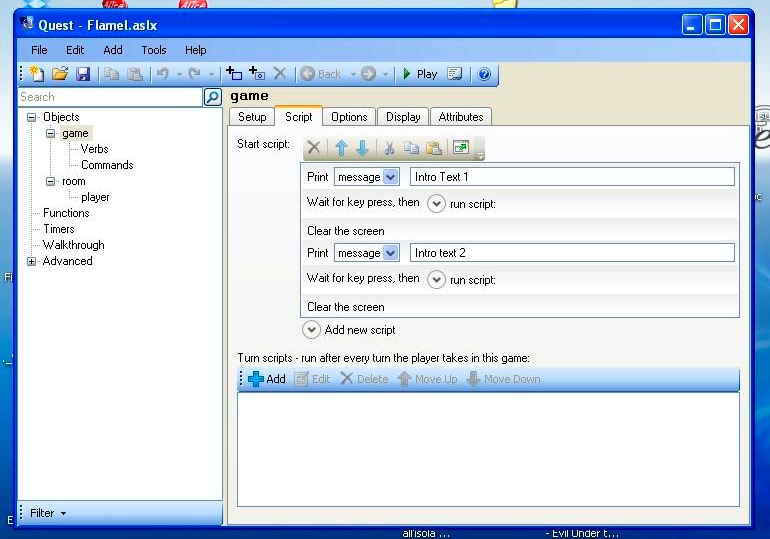 Quest - Flamel.aslx
File Edit Add Tools Help
Back Play
Search
game
Objects
game
Verbs
Commands
room
player
Functions
Timers
Walkthrough
Advanced
Filter
Setup Script Options Display Attributes
Start script:
Print message Intro Text 1
Wait for key press, then run script:
Clear the screen
Print message Intro text 2
Wait for key press, then run script:
Clear the screen
Add new script
Turn scripts - run after every turn the player takes in this game:
Add Edit Delete Move Up Move Down
all'isola ... - Evil Under t...